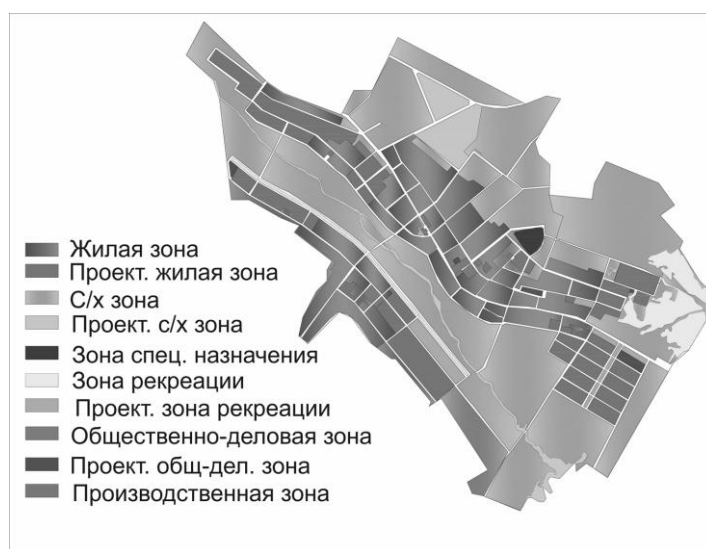 Жилая зона
Проект. жилая зона
С/х зона
Проект. с/х зона
Зона спец. назначения
Зона рекреации
Проект. зона рекреации
Общественно-деловая зона
Проект. общ-дел. зона
Производственная зона